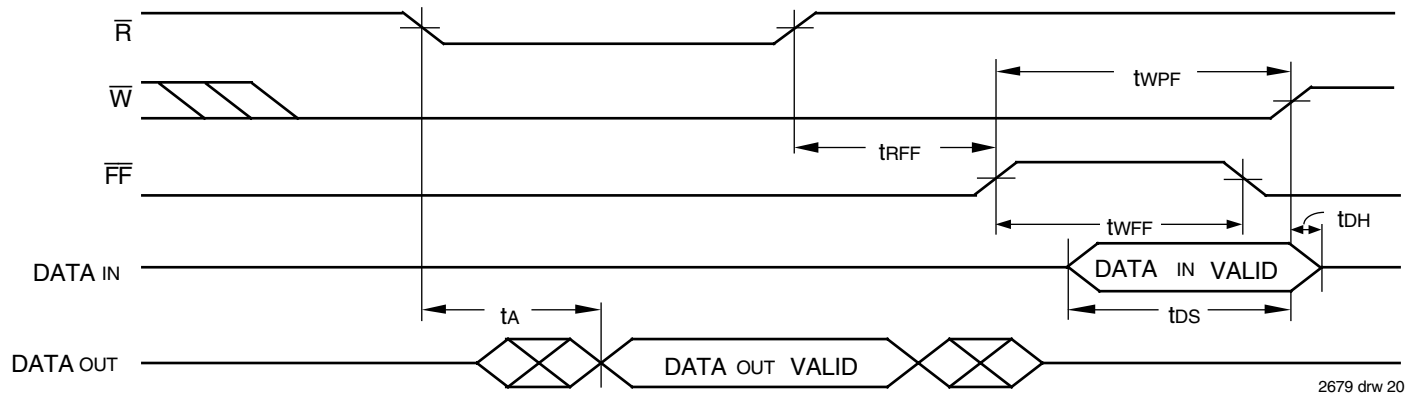 R̅
tWPF
W̅
tRFF
F̅F̅
tWFF
tDH
DATA IN
DATA IN VALID
tA
tDS
DATA OUT
DATA OUT VALID
2679 drw 20